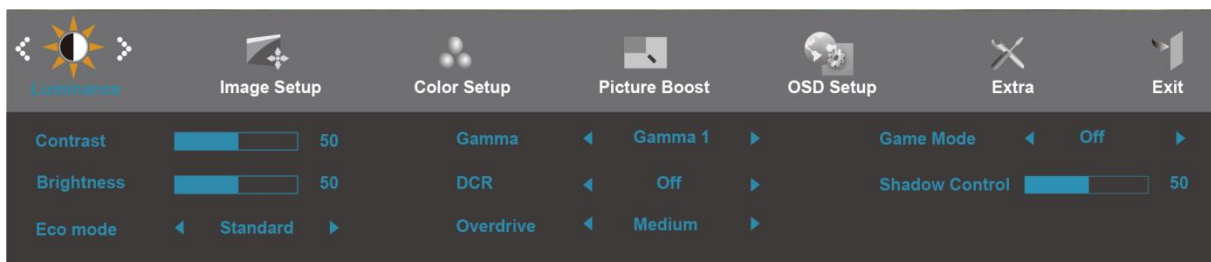 Luminance
Image Setup
Color Setup
Picture Boost
OSD Setup
Extra
Exit
Contrast 50 Gamma Gamma 1 Game Mode Off
Brightness 50 DCR Off Shadow Control 50
Eco mode Standard Overdrive Medium